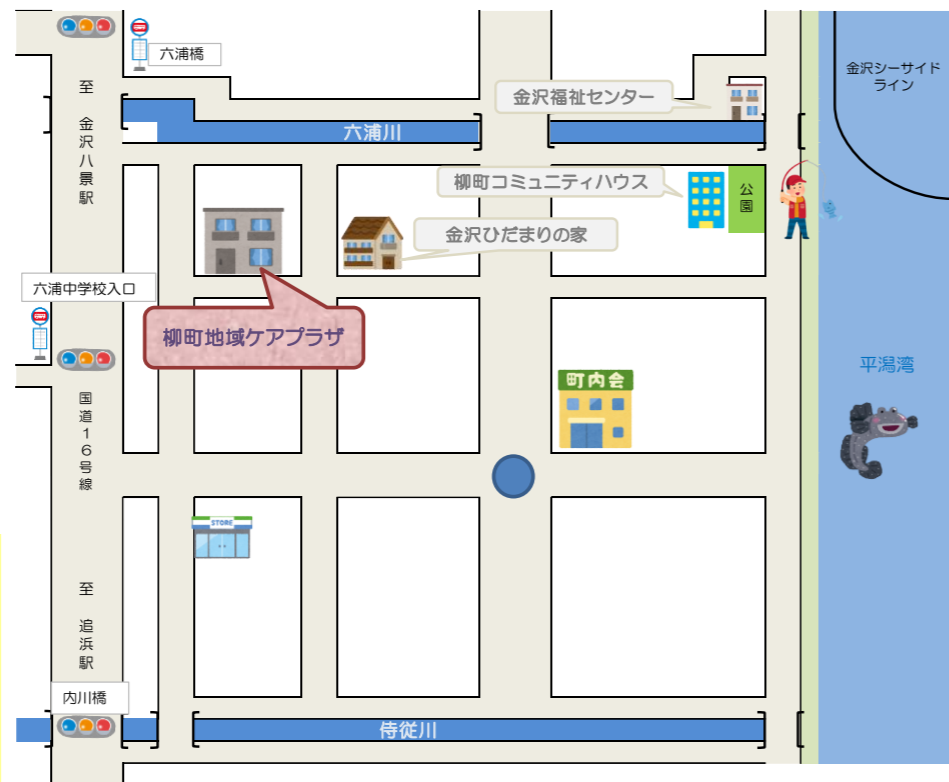 六浦橋
金沢シーサイド
ライン
至 金沢八景駅
金沢福祉センター
六浦川
柳町コミュニティハウス
公園
金沢ひだまりの家
六浦中学校入口
柳町地域ケアプラザ
平潟湾
町内会
国道16号線
STORE
至 追浜駅
内川橋
侍従川